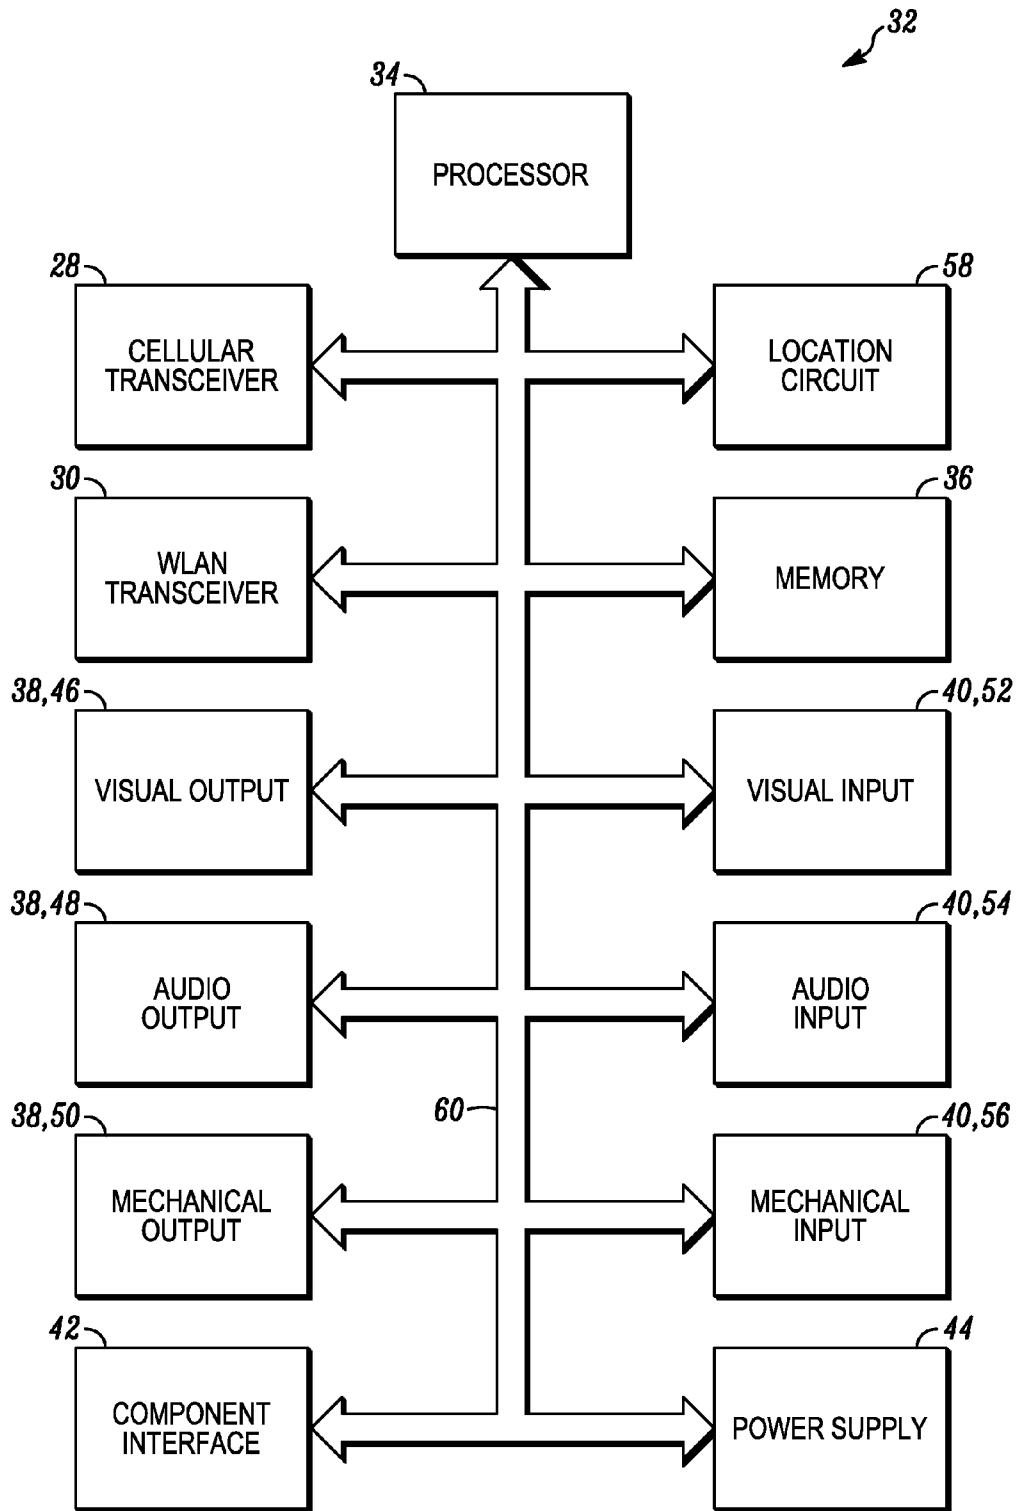 32
34
PROCESSOR
28
58
CELLULAR
TRANSCEIVER
LOCATION
CIRCUIT
30
36
WLAN
TRANSCEIVER
MEMORY
38,46
40,52
VISUAL OUTPUT
VISUAL INPUT
38,48
40,54
AUDIO
OUTPUT
AUDIO
INPUT
60
38,50
40,56
MECHANICAL
OUTPUT
MECHANICAL
INPUT
42
44
COMPONENT
INTERFACE
POWER SUPPLY